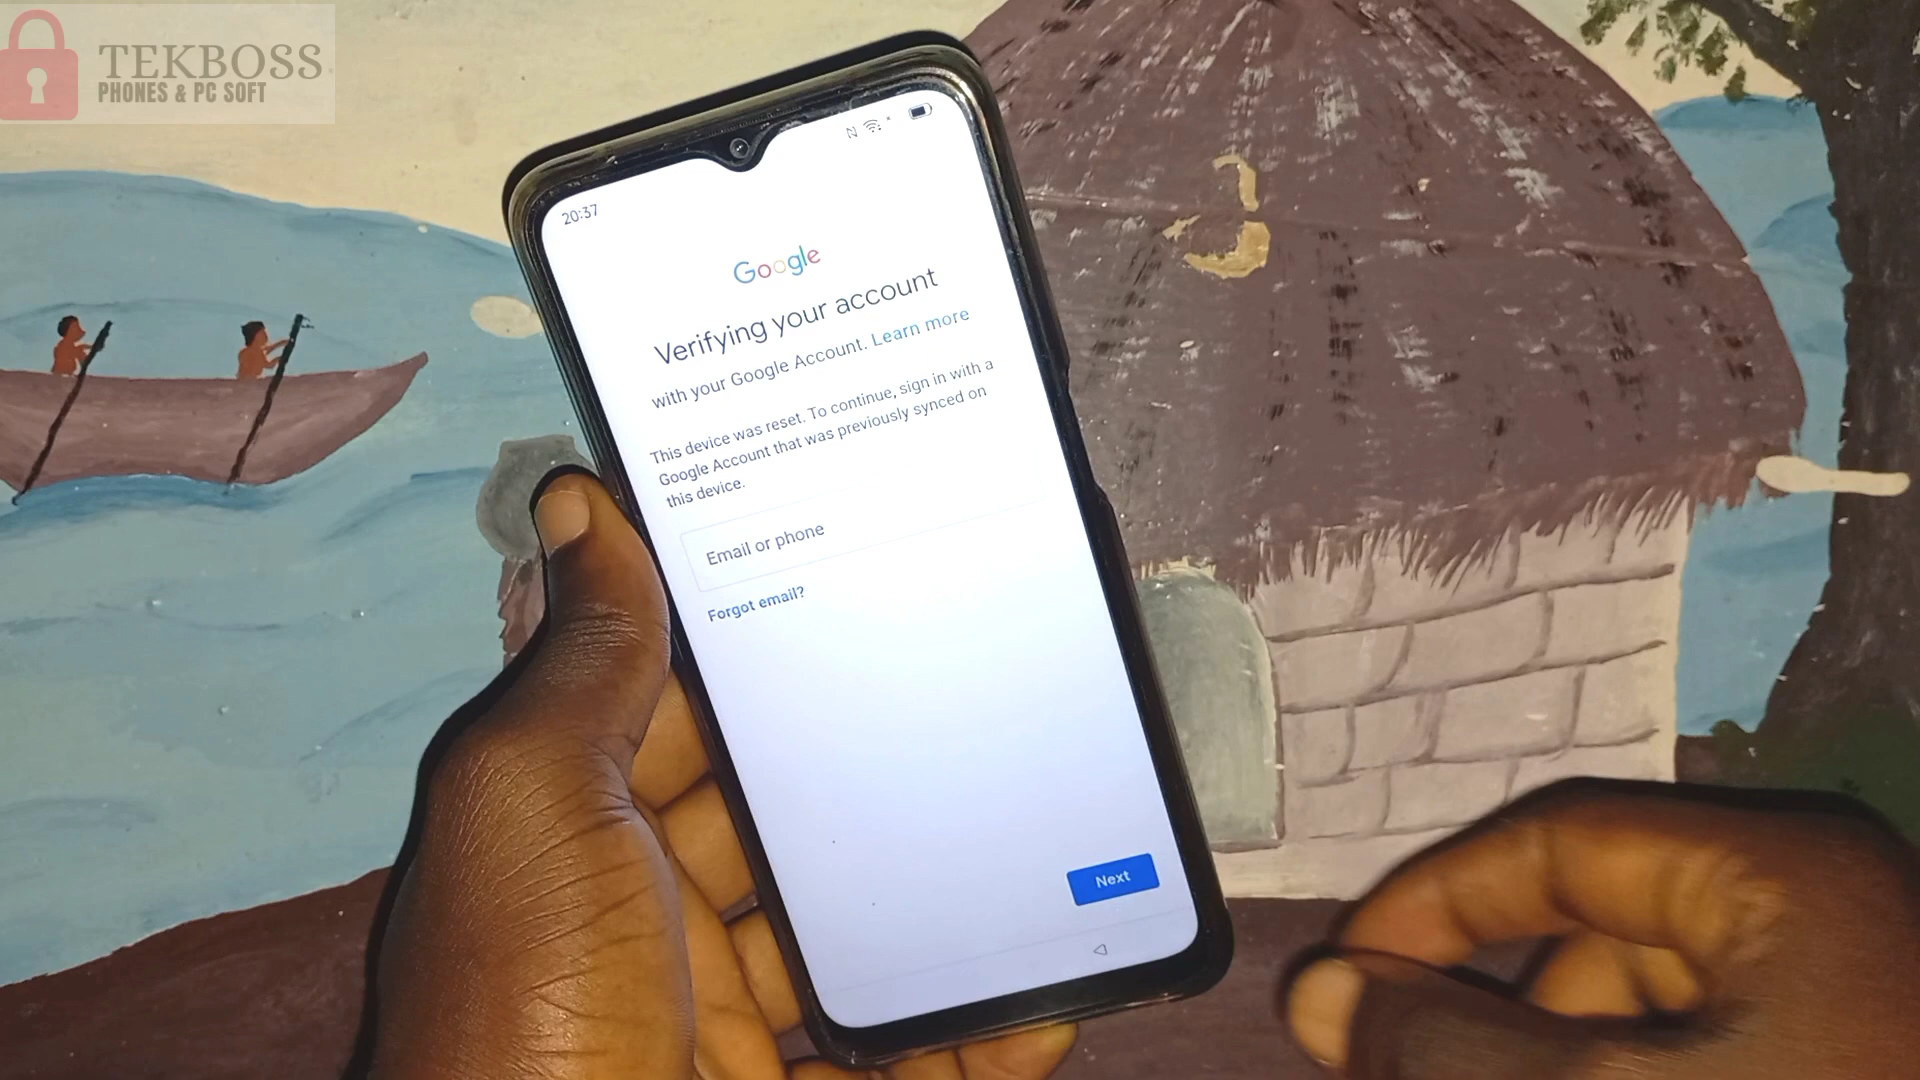 TEKBOSS
PHONES & PC SOFT
20:37
Google
Verifying your account
with your Google Account. Learn more
This device was reset. To continue, sign in with a
Google Account that was previously synced on
this device.
Email or phone
Forgot email?
Next